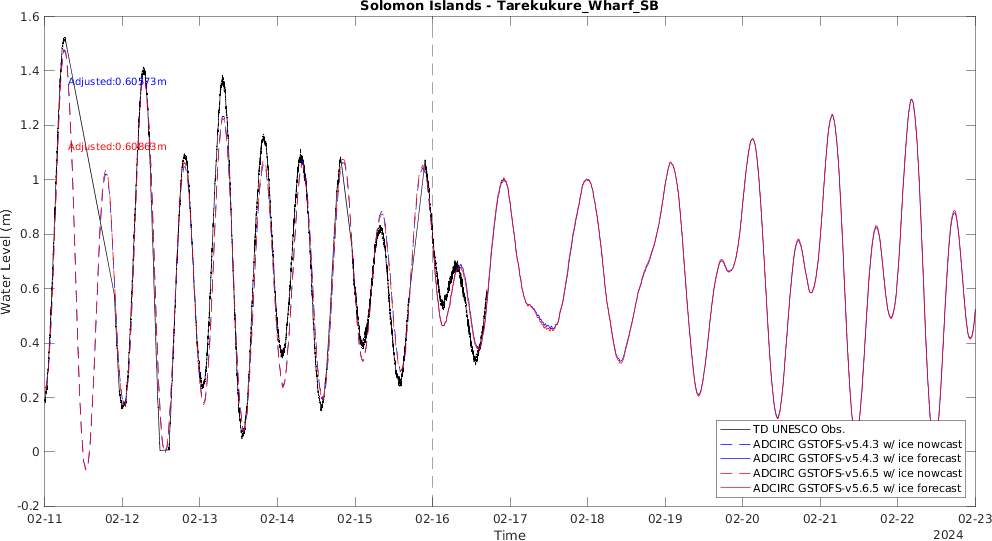 Solomon Islands - Tarekukure_Wharf_SB
1.6
1.4
1.2
1
0.8
0.6
0.4
0.2
0
-0.2
Water Level (m)
Adjusted:0.60573m
Adjusted:0.60863m
TD UNESCO Obs.
ADCIRC GSTOFS-v5.4.3 w/ ice nowcast
ADCIRC GSTOFS-v5.4.3 w/ ice forecast
ADCIRC GSTOFS-v5.6.5 w/ ice nowcast
ADCIRC GSTOFS-v5.6.5 w/ ice forecast
02-11 02-12 02-13 02-14 02-15 02-16 02-17 02-18 02-19 02-20 02-21 02-22 02-23
Time
2024